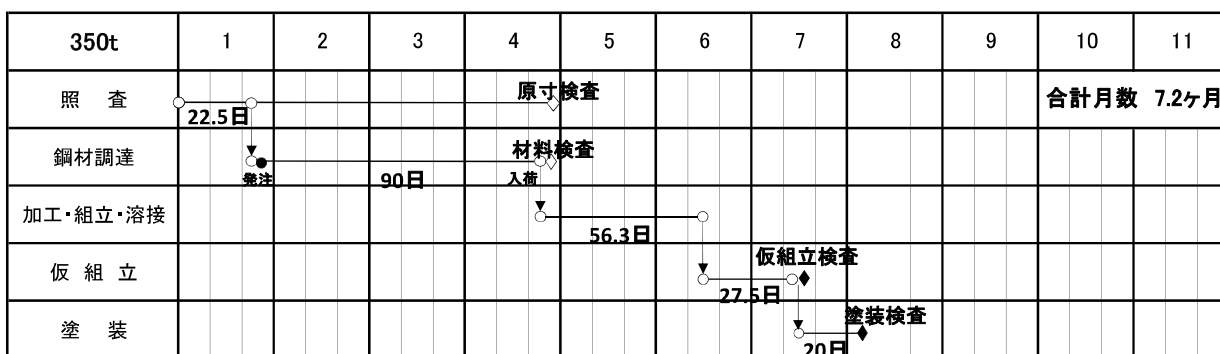 350t 1 2 3 4 5 6 7 8 9 10 11
照　査 原寸検査 合計月数 7.2ヶ月
22.5日
鋼材調達 材料検査
発注 90日 入荷
加工・組立・溶接
56.3日
仮 組 立 仮組立検査
27.5日
塗　装 塗装検査
20日